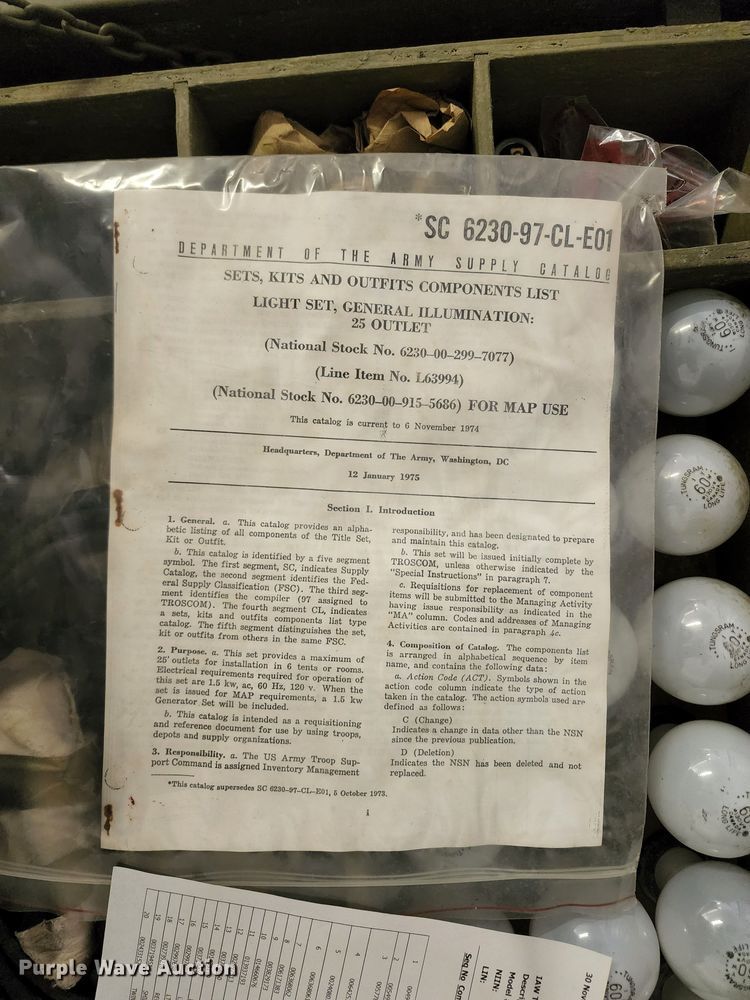 *SC 6230-97-CL-E01
DEPARTMENT OF THE ARMY SUPPLY CATALOG
SETS, KITS AND OUTFITS COMPONENTS LIST
LIGHT SET, GENERAL ILLUMINATION:
25 OUTLET
(National Stock No. 6230–00–299–7077)
(Line Item No. L63994)
(National Stock No. 6230–00–915–5686) FOR MAP USE
This catalog is current to 6 November 1974
Headquarters, Department of The Army, Washington, DC
12 January 1975
Section I. Introduction
1. General. a. This catalog provides an alpha-
betic listing of all components of the Title Set,
Kit or Outfit.
b. This catalog is identified by a five segment
symbol. The first segment, SC, indicates Supply
Catalog, the second segment identifies the Fed-
eral Supply Classification (FSC). The third seg-
ment identifies the compiler (97 assigned to
TROSCOM). The fourth segment CL, indicates
a sets, kits and outfits components list type
catalog. The fifth segment distinguishes the set,
kit or outfits from others in the same FSC.
2. Purpose. a. This set provides a maximum of
25 outlets for installation in 6 tents or rooms.
Electrical requirements required for operation of
this set are 1.5 kw, ac, 60 Hz, 120 v. When the
set is issued for MAP requirements, a 1.5 kw
Generator Set will be included.
b. This catalog is intended as a requisitioning
and reference document for use by using troops,
depots and supply organizations.
3. Responsibility. a. The US Army Troop Sup-
port Command is assigned Inventory Management
responsibility, and has been designated to prepare
and maintain this catalog.
b. This set will be issued initially complete by
TROSCOM, unless otherwise indicated by the
"Special Instructions" in paragraph 7.
c. Requisitions for replacement of component
items will be submitted to the Managing Activity
having issue responsibility as indicated in the
"MA" column. Codes and addresses of Managing
Activities are contained in paragraph 4c.
4. Composition of Catalog. The components list
is arranged in alphabetical sequence by item
name, and contains the following data:
a. Action Code (ACT). Symbols shown in the
action code column indicate the type of action
taken in the catalog. The action symbols used are
defined as follows:
C (Change)
Indicates a change in data other than the NSN
since the previous publication.
D (Deletion)
Indicates the NSN has been deleted and not
replaced.
*This catalog supersedes SC 6230–97–CL–E01, 5 October 1973.
i
TUNGSRAM
60W
LONG LIFE
TUNGSRAM
60W
LONG LIFE
TUNGSRAM
LONG LIFE
60
LONG LIFE
30 Nov
IAW
Model
NIIN:
LIN:
Seq.No
Purple Wave Auction